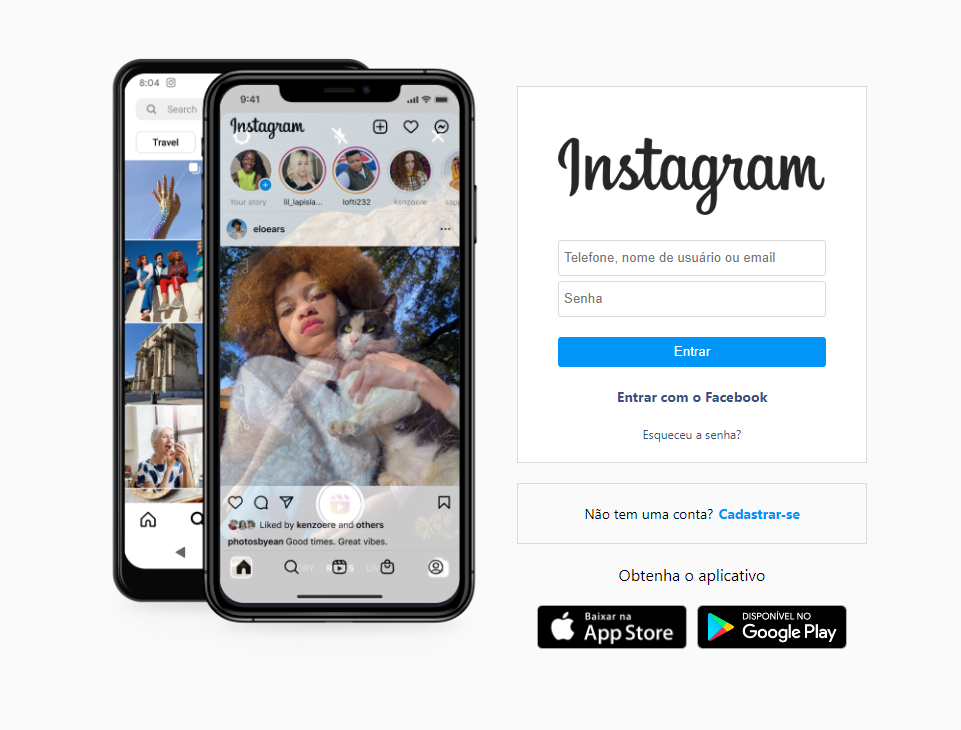 8:04
Search
Travel
9:41
Instagram
Your story
lil_lapisla...
lofti232
kenzoere
eloears
Liked by kenzoere and others
photosbyean Good times. Great vibes.
Instagram
Telefone, nome de usuário ou email
Senha
Entrar
Entrar com o Facebook
Esqueceu a senha?
Não tem uma conta? Cadastrar-se
Obtenha o aplicativo
Baixar na
App Store
DISPONÍVEL NO
Google Play